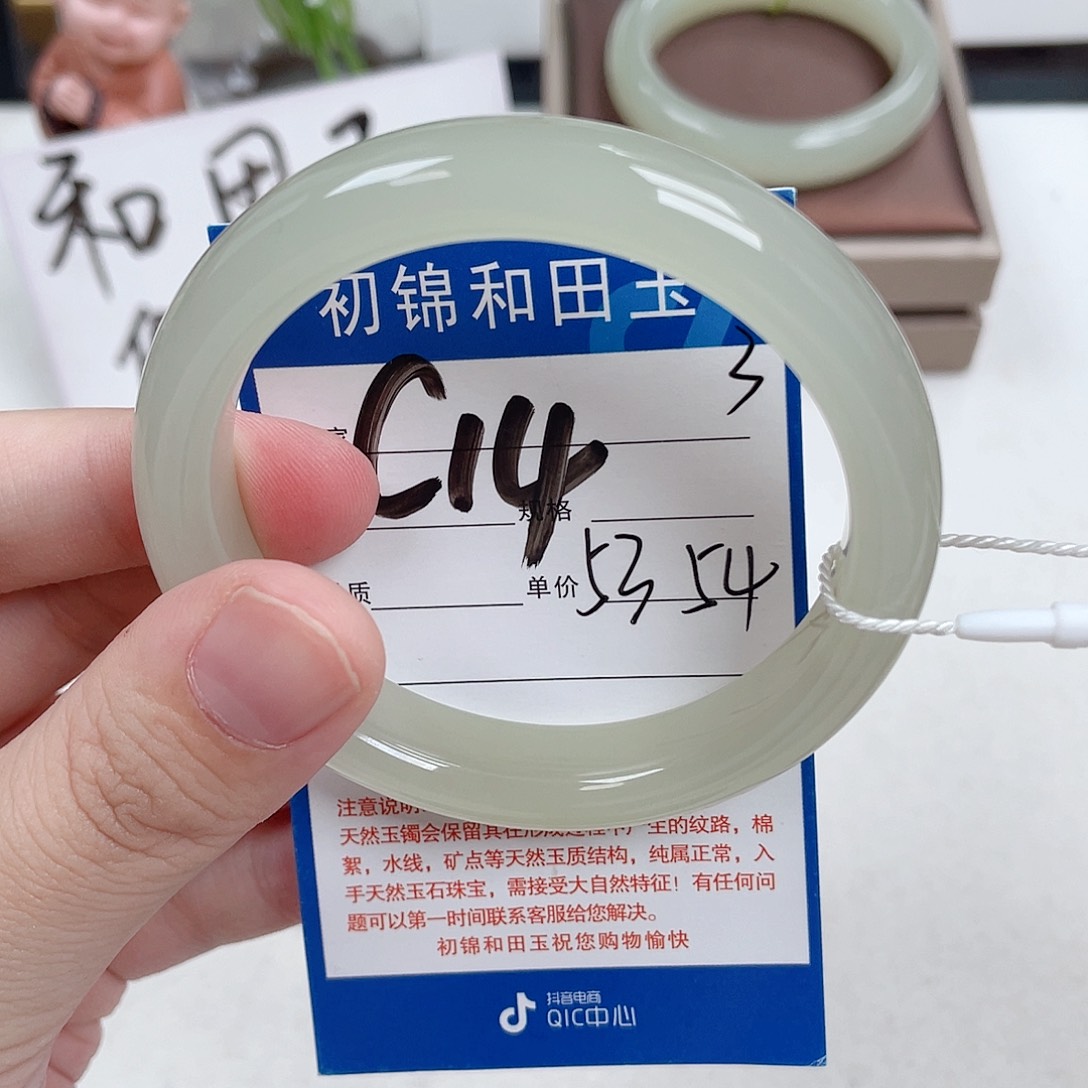 和田
初锦和田玉
3
C14
规格
质
单价 53 54
注意说明
天然玉镯会保留其在形成过程中产生的纹路，棉
絮，水线，矿点等天然玉质结构，纯属正常，入
手天然玉石珠宝，需接受大自然特征！有任何问
题可以第一时间联系客服给您解决。
初锦和田玉祝您购物愉快
抖音电商
QIC中心